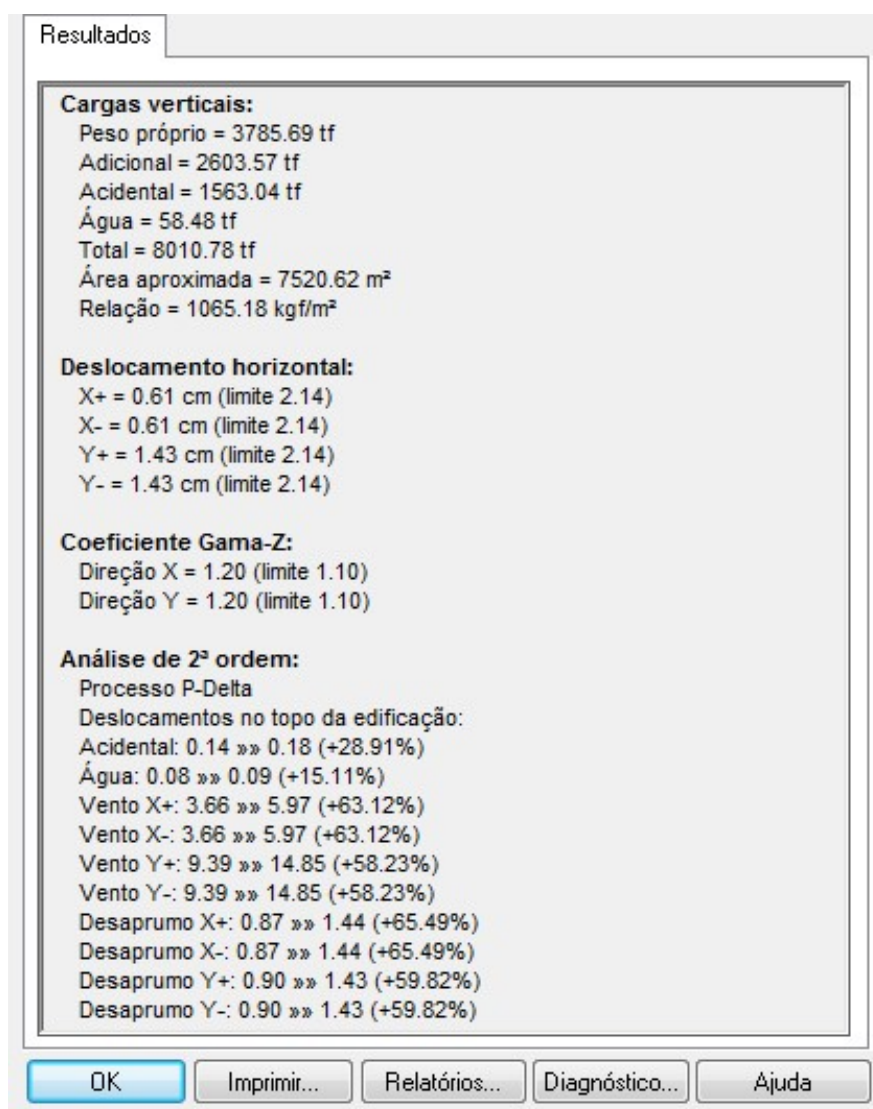 Resultados
Cargas verticais:
Peso próprio = 3785.69 tf
Adicional = 2603.57 tf
Acidental = 1563.04 tf
Água = 58.48 tf
Total = 8010.78 tf
Área aproximada = 7520.62 m²
Relação = 1065.18 kgf/m²
Deslocamento horizontal:
X+ = 0.61 cm (limite 2.14)
X- = 0.61 cm (limite 2.14)
Y+ = 1.43 cm (limite 2.14)
Y- = 1.43 cm (limite 2.14)
Coeficiente Gama-Z:
Direção X = 1.20 (limite 1.10)
Direção Y = 1.20 (limite 1.10)
Análise de 2ª ordem:
Processo P-Delta
Deslocamentos no topo da edificação:
Acidental: 0.14 »» 0.18 (+28.91%)
Água: 0.08 »» 0.09 (+15.11%)
Vento X+: 3.66 »» 5.97 (+63.12%)
Vento X-: 3.66 »» 5.97 (+63.12%)
Vento Y+: 9.39 »» 14.85 (+58.23%)
Vento Y-: 9.39 »» 14.85 (+58.23%)
Desaprumo X+: 0.87 »» 1.44 (+65.49%)
Desaprumo X-: 0.87 »» 1.44 (+65.49%)
Desaprumo Y+: 0.90 »» 1.43 (+59.82%)
Desaprumo Y-: 0.90 »» 1.43 (+59.82%)
OK Imprimir... Relatórios... Diagnóstico... Ajuda